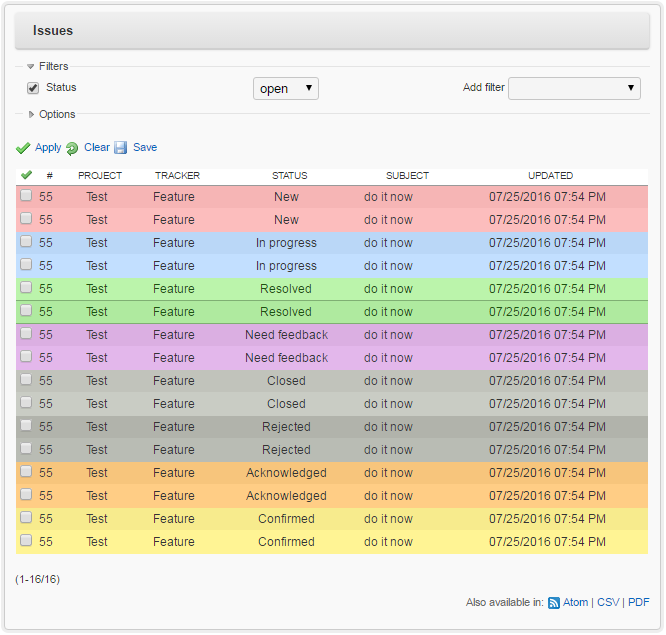 Issues
Filters
Status open Add filter
Options
Apply Clear Save
# PROJECT TRACKER STATUS SUBJECT UPDATED
55 Test Feature New do it now 07/25/2016 07:54 PM
55 Test Feature New do it now 07/25/2016 07:54 PM
55 Test Feature In progress do it now 07/25/2016 07:54 PM
55 Test Feature In progress do it now 07/25/2016 07:54 PM
55 Test Feature Resolved do it now 07/25/2016 07:54 PM
55 Test Feature Resolved do it now 07/25/2016 07:54 PM
55 Test Feature Need feedback do it now 07/25/2016 07:54 PM
55 Test Feature Need feedback do it now 07/25/2016 07:54 PM
55 Test Feature Closed do it now 07/25/2016 07:54 PM
55 Test Feature Closed do it now 07/25/2016 07:54 PM
55 Test Feature Rejected do it now 07/25/2016 07:54 PM
55 Test Feature Rejected do it now 07/25/2016 07:54 PM
55 Test Feature Acknowledged do it now 07/25/2016 07:54 PM
55 Test Feature Acknowledged do it now 07/25/2016 07:54 PM
55 Test Feature Confirmed do it now 07/25/2016 07:54 PM
55 Test Feature Confirmed do it now 07/25/2016 07:54 PM
(1-16/16)
Also available in: Atom | CSV | PDF